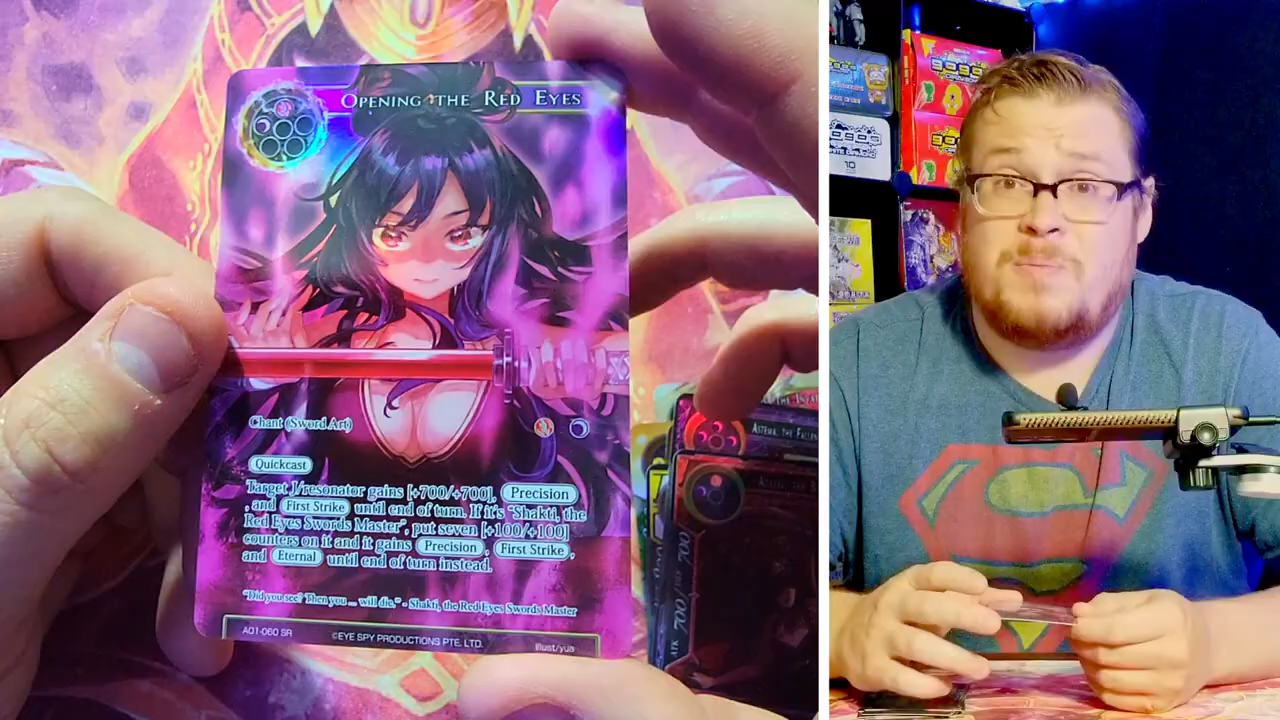 OPENING THE RED EYES
Chant (Sword Art)
Quickcast
Target J/resonator gains [+700/+700], Precision
, and First Strike until end of turn. If it's "Shakti, the
Red Eyes Swords Master", put seven [+100/+100]
counters on it and it gains Precision, First Strike,
and Eternal until end of turn instead.
"Did you see? Then you ... will die." - Shakti, the Red Eyes Swords Master
A01-060 SR
©EYE SPY PRODUCTIONS PTE. LTD.
Illust/yua
700/700
10